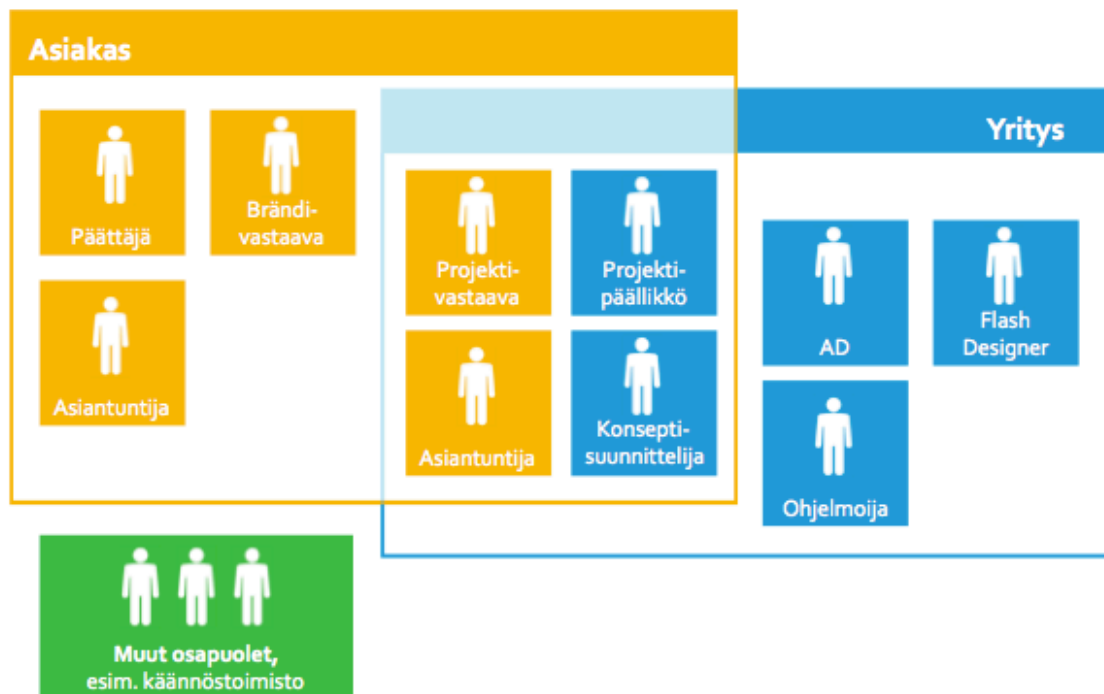 Asiakas
Yritys
Päättäjä
Brändi-
vastaava
Asiantuntija
Projekti-
vastaava
Projekti-
päällikkö
Asiantuntija
Konsepti-
suunnittelija
AD
Flash
Designer
Ohjelmoija
Muut osapuolet,
esim. käännöstoimisto